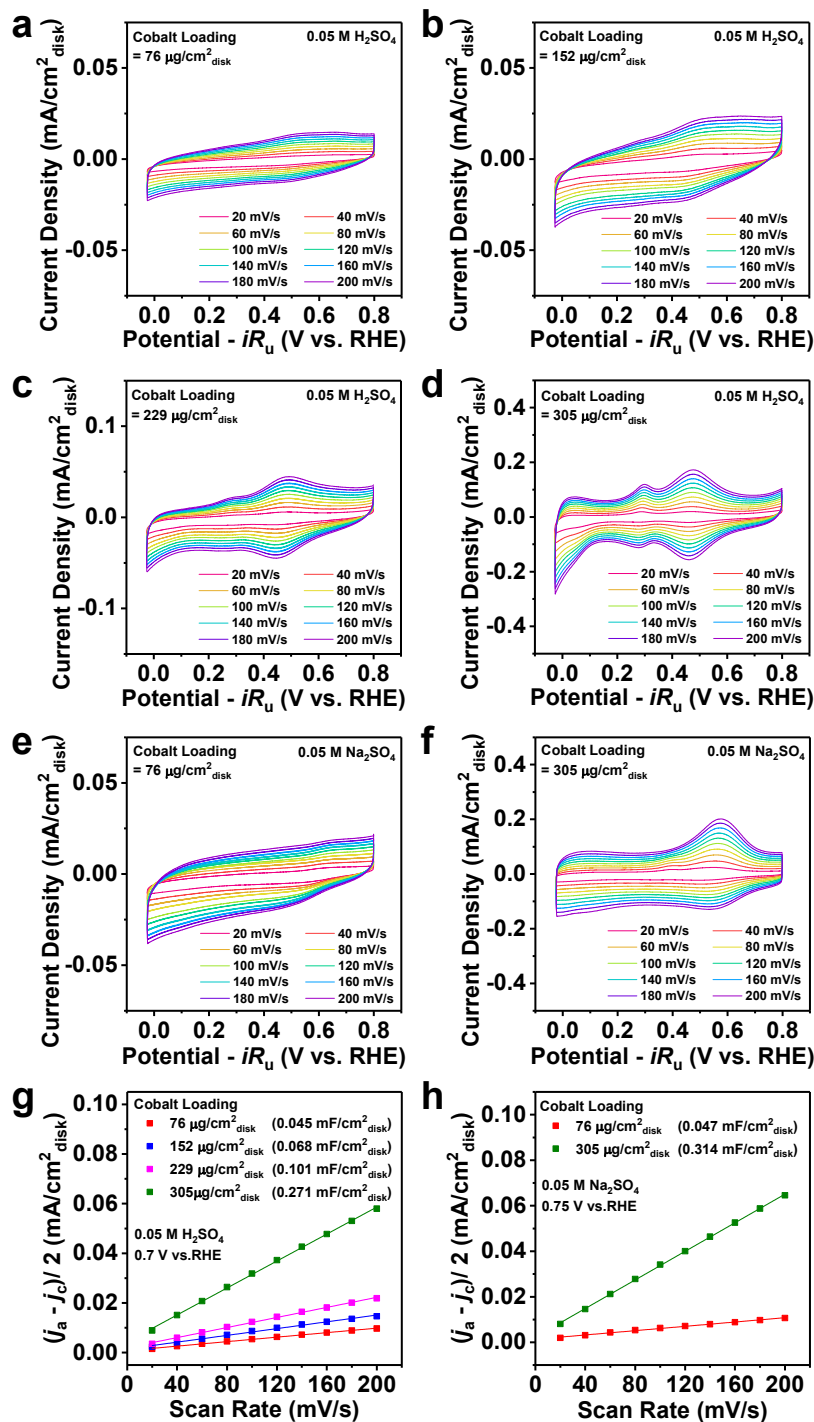 a
Cobalt Loading
= 76 μg/cm²disk
0.05 M H₂SO₄
0.05
0.00
-0.05
Current Density (mA/cm²disk)
20 mV/s 40 mV/s
60 mV/s 80 mV/s
100 mV/s 120 mV/s
140 mV/s 160 mV/s
180 mV/s 200 mV/s
0.0 0.2 0.4 0.6 0.8
Potential - iRu (V vs. RHE)
b
Cobalt Loading
= 152 μg/cm²disk
0.05 M H₂SO₄
0.05
0.00
-0.05
Current Density (mA/cm²disk)
20 mV/s 40 mV/s
60 mV/s 80 mV/s
100 mV/s 120 mV/s
140 mV/s 160 mV/s
180 mV/s 200 mV/s
0.0 0.2 0.4 0.6 0.8
Potential - iRu (V vs. RHE)
c
Cobalt Loading
= 229 μg/cm²disk
0.05 M H₂SO₄
0.1
0.0
-0.1
Current Density (mA/cm²disk)
20 mV/s 40 mV/s
60 mV/s 80 mV/s
100 mV/s 120 mV/s
140 mV/s 160 mV/s
180 mV/s 200 mV/s
0.0 0.2 0.4 0.6 0.8
Potential - iRu (V vs. RHE)
d
Cobalt Loading
= 305 μg/cm²disk
0.05 M H₂SO₄
0.4
0.2
0.0
-0.2
-0.4
Current Density (mA/cm²disk)
20 mV/s 40 mV/s
60 mV/s 80 mV/s
100 mV/s 120 mV/s
140 mV/s 160 mV/s
180 mV/s 200 mV/s
0.0 0.2 0.4 0.6 0.8
Potential - iRu (V vs. RHE)
e
Cobalt Loading
= 76 μg/cm²disk
0.05 M Na₂SO₄
0.05
0.00
-0.05
Current Density (mA/cm²disk)
20 mV/s 40 mV/s
60 mV/s 80 mV/s
100 mV/s 120 mV/s
140 mV/s 160 mV/s
180 mV/s 200 mV/s
0.0 0.2 0.4 0.6 0.8
Potential - iRu (V vs. RHE)
f
Cobalt Loading
= 305 μg/cm²disk
0.05 M Na₂SO₄
0.4
0.2
0.0
-0.2
-0.4
Current Density (mA/cm²disk)
20 mV/s 40 mV/s
60 mV/s 80 mV/s
100 mV/s 120 mV/s
140 mV/s 160 mV/s
180 mV/s 200 mV/s
0.0 0.2 0.4 0.6 0.8
Potential - iRu (V vs. RHE)
g
Cobalt Loading
76 μg/cm²disk (0.045 mF/cm²disk)
152 μg/cm²disk (0.068 mF/cm²disk)
229 μg/cm²disk (0.101 mF/cm²disk)
305μg/cm²disk (0.271 mF/cm²disk)
0.05 M H₂SO₄
0.7 V vs.RHE
0.10
0.08
0.06
0.04
0.02
0.00
(ja - jc)/ 2 (mA/cm²disk)
0 40 80 120 160 200
Scan Rate (mV/s)
h
Cobalt Loading
76 μg/cm²disk (0.047 mF/cm²disk)
305 μg/cm²disk (0.314 mF/cm²disk)
0.05 M Na₂SO₄
0.75 V vs.RHE
0.10
0.08
0.06
0.04
0.02
0.00
(ja - jc)/ 2 (mA/cm²disk)
0 40 80 120 160 200
Scan Rate (mV/s)